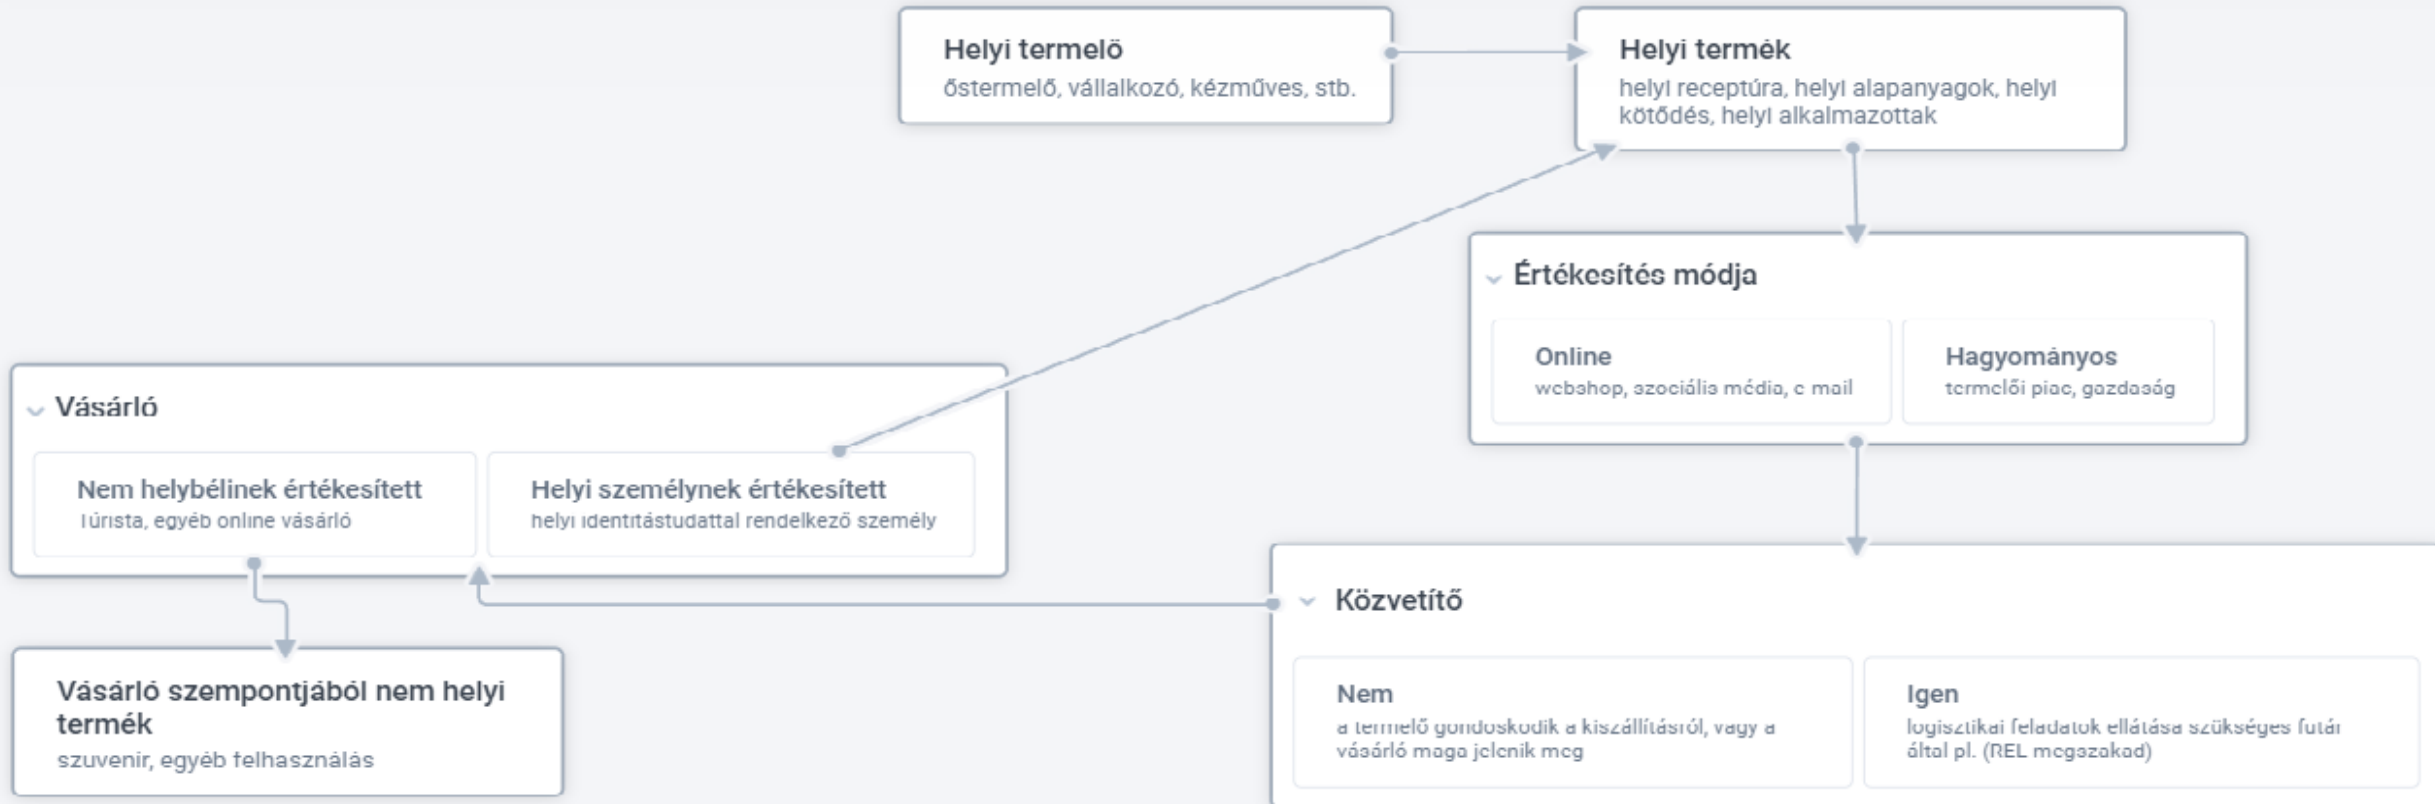 Helyi termelő
őstermelő, vállalkozó, kézműves, stb.
Helyi termék
helyi receptúra, helyi alapanyagok, helyi
kötődés, helyi alkalmazottak
Értékesítés módja
Online
webshop, szociális média, e-mail
Hagyományos
termelői piac, gazdaság
Vásárló
Nem helybélinek értékesített
Túrista, egyéb online vásárló
Helyi személynek értékesített
helyi identitástudattal rendelkező személy
Közvetítő
Nem
a termelő gondoskodik a kiszállításról, vagy a
vásárló maga jelenik meg
Igen
logisztikai feladatok ellátása szükséges futár
által pl. (REL megszakad)
Vásárló szempontjából nem helyi
termék
szuvenír, egyéb felhasználás